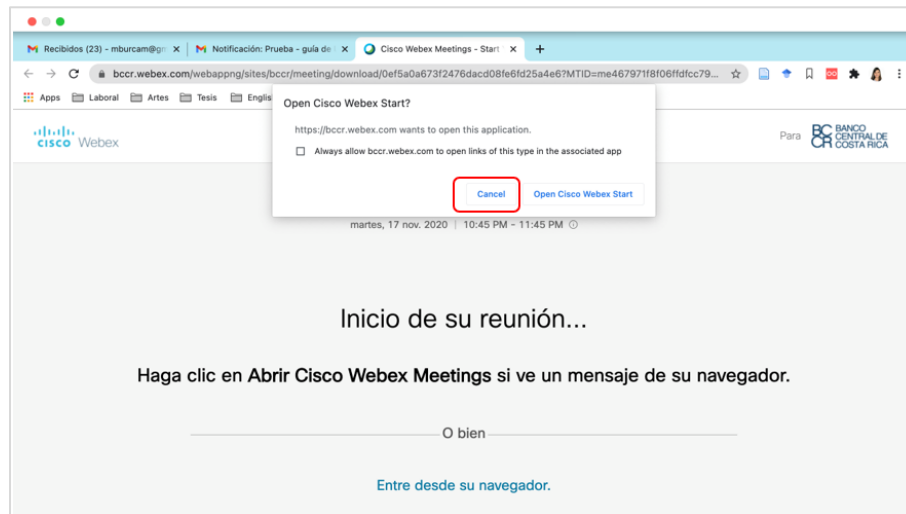 Recibidos (23) - mburcam@gm
Notificación: Prueba - guía de
Cisco Webex Meetings - Start
bccr.webex.com/webappng/sites/bccr/meeting/download/0ef5a0a673f2476dacd08fe6fd25a4e6?MTID=me467971f8f06ffdfcc79...
Apps Laboral Artes Tesis Englis
Open Cisco Webex Start?
https://bccr.webex.com wants to open this application.
Always allow bccr.webex.com to open links of this type in the associated app
Cancel Open Cisco Webex Start
CISCO Webex
Para BCCR BANCO CENTRAL DE COSTA RICA
martes, 17 nov. 2020 | 10:45 PM - 11:45 PM
Inicio de su reunión...
Haga clic en Abrir Cisco Webex Meetings si ve un mensaje de su navegador.
O bien
Entre desde su navegador.